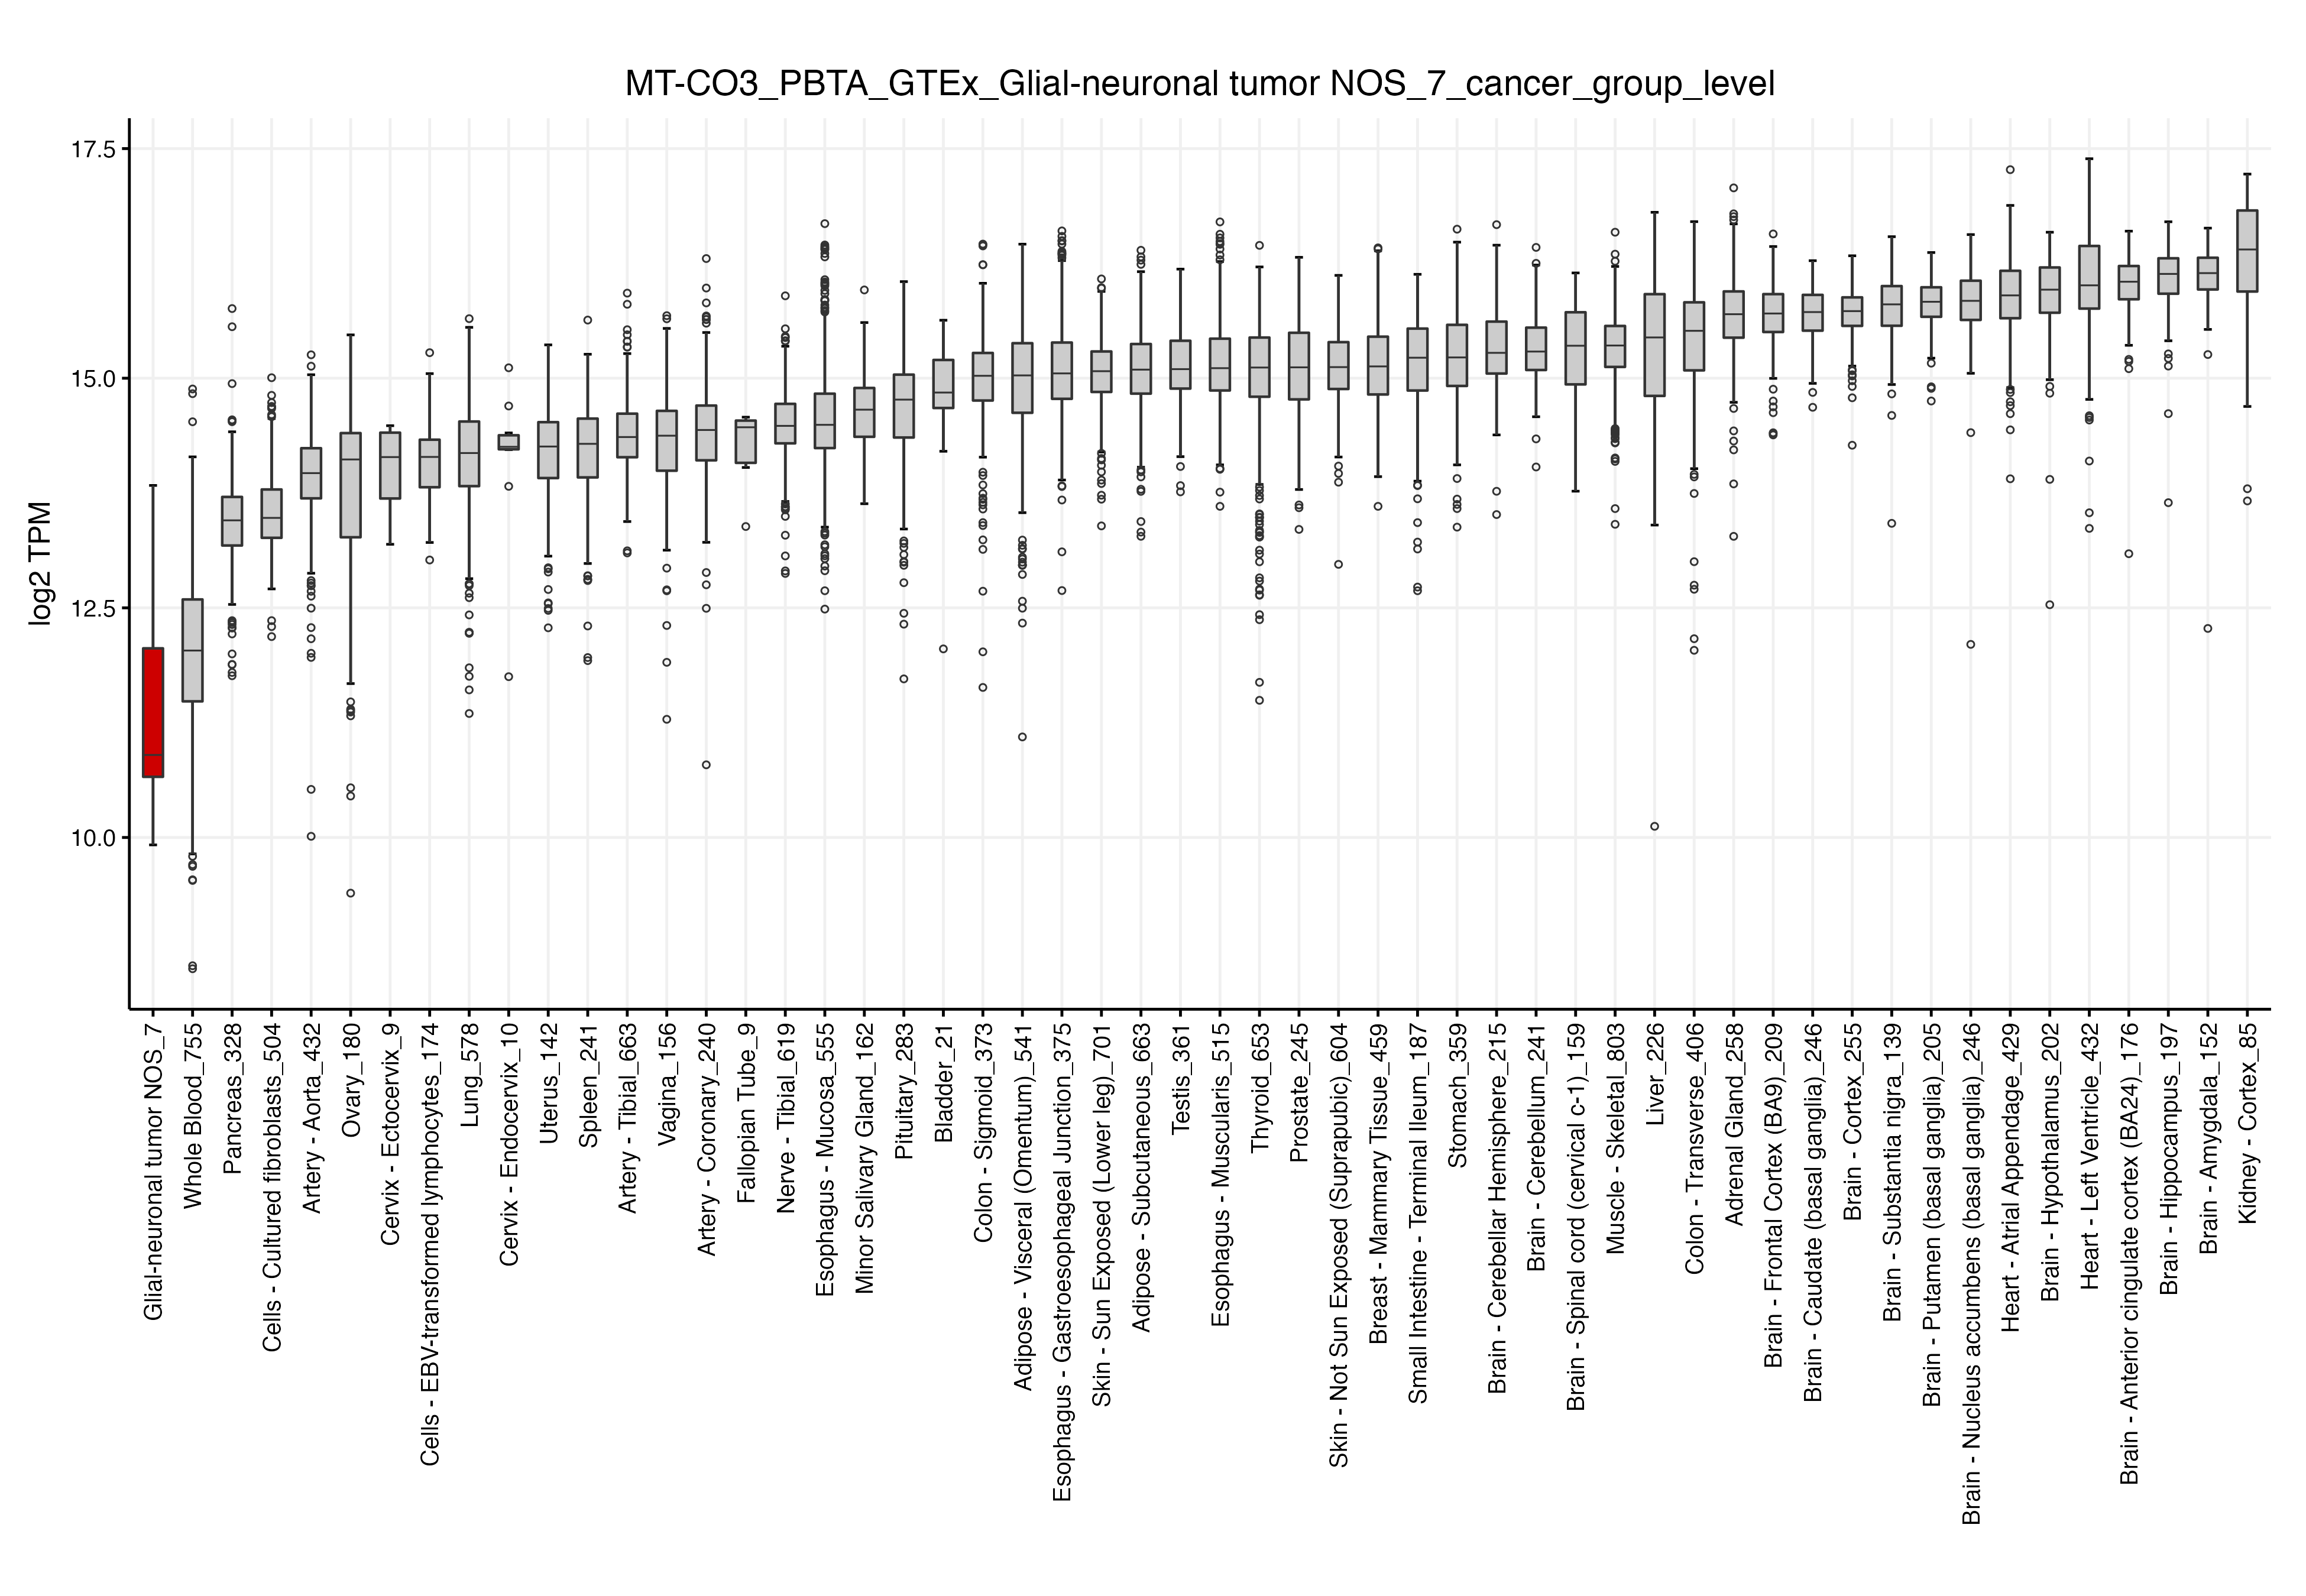 MT-CO3_PBTA_GTEx_Glial-neuronal tumor NOS_7_cancer_group_level
17.5
15.0
12.5
10.0
log2 TPM
Glial-neuronal tumor NOS_7
Whole Blood_755
Pancreas_328
Cells - Cultured fibroblasts_504
Artery - Aorta_432
Ovary_180
Cervix - Ectocervix_9
Cells - EBV-transformed lymphocytes_174
Lung_578
Cervix - Endocervix_10
Uterus_142
Spleen_241
Artery - Tibial_663
Vagina_156
Artery - Coronary_240
Fallopian Tube_9
Nerve - Tibial_619
Esophagus - Mucosa_555
Minor Salivary Gland_162
Pituitary_283
Bladder_21
Colon - Sigmoid_373
Adipose - Visceral (Omentum)_541
Esophagus - Gastroesophageal Junction_375
Skin - Sun Exposed (Lower leg)_701
Adipose - Subcutaneous_663
Testis_361
Esophagus - Muscularis_515
Thyroid_653
Prostate_245
Skin - Not Sun Exposed (Suprapubic)_604
Breast - Mammary Tissue_459
Small Intestine - Terminal Ileum_187
Stomach_359
Brain - Cerebellar Hemisphere_215
Brain - Cerebellum_241
Brain - Spinal cord (cervical c-1)_159
Muscle - Skeletal_803
Liver_226
Colon - Transverse_406
Adrenal Gland_258
Brain - Frontal Cortex (BA9)_209
Brain - Caudate (basal ganglia)_246
Brain - Cortex_255
Brain - Substantia nigra_139
Brain - Putamen (basal ganglia)_205
Brain - Nucleus accumbens (basal ganglia)_246
Heart - Atrial Appendage_429
Brain - Hypothalamus_202
Heart - Left Ventricle_432
Brain - Anterior cingulate cortex (BA24)_176
Brain - Hippocampus_197
Brain - Amygdala_152
Kidney - Cortex_85